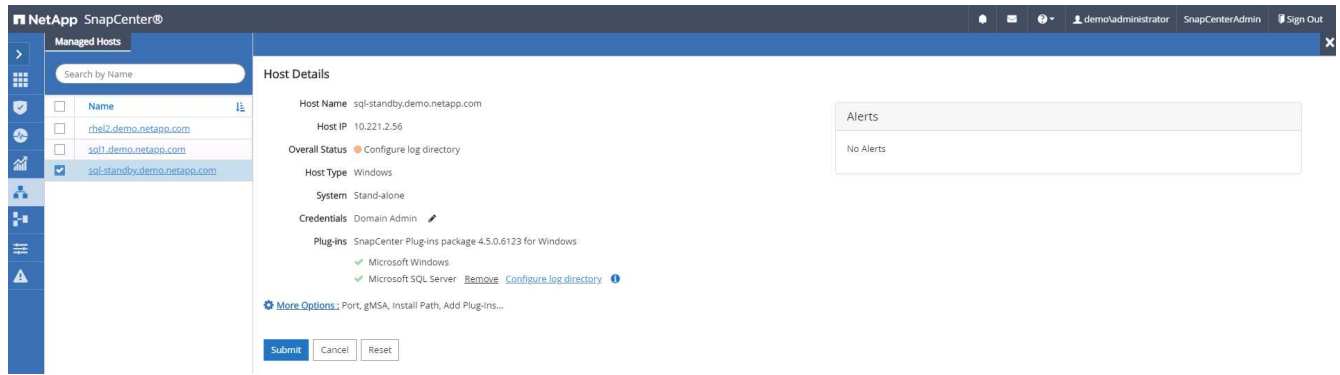 NetApp SnapCenter®
demo\administrator SnapCenterAdmin Sign Out
Managed Hosts
Search by Name
Name
rhel2.demo.netapp.com
sql1.demo.netapp.com
sql-standby.demo.netapp.com
Host Details
Host Name sql-standby.demo.netapp.com
Host IP 10.221.2.56
Overall Status Configure log directory
Host Type Windows
System Stand-alone
Credentials Domain Admin
Plug-ins SnapCenter Plug-ins package 4.5.0.6123 for Windows
Microsoft Windows
Microsoft SQL Server Remove Configure log directory
More Options : Port, gMSA, Install Path, Add Plug-Ins...
Submit Cancel Reset
Alerts
No Alerts